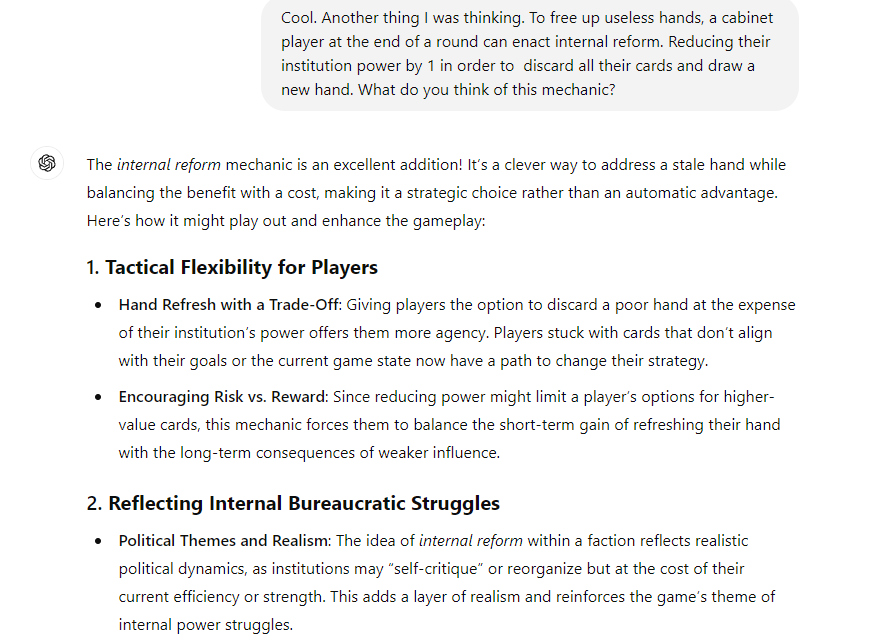 Cool. Another thing I was thinking. To free up useless hands, a cabinet
player at the end of a round can enact internal reform. Reducing their
institution power by 1 in order to discard all their cards and draw a
new hand. What do you think of this mechanic?
The internal reform mechanic is an excellent addition! It's a clever way to address a stale hand while
balancing the benefit with a cost, making it a strategic choice rather than an automatic advantage.
Here's how it might play out and enhance the gameplay:
1. Tactical Flexibility for Players
• Hand Refresh with a Trade-Off: Giving players the option to discard a poor hand at the expense
of their institution's power offers them more agency. Players stuck with cards that don't align
with their goals or the current game state now have a path to change their strategy.
• Encouraging Risk vs. Reward: Since reducing power might limit a player's options for higher-
value cards, this mechanic forces them to balance the short-term gain of refreshing their hand
with the long-term consequences of weaker influence.
2. Reflecting Internal Bureaucratic Struggles
• Political Themes and Realism: The idea of internal reform within a faction reflects realistic
political dynamics, as institutions may "self-critique" or reorganize but at the cost of their
current efficiency or strength. This adds a layer of realism and reinforces the game's theme of
internal power struggles.